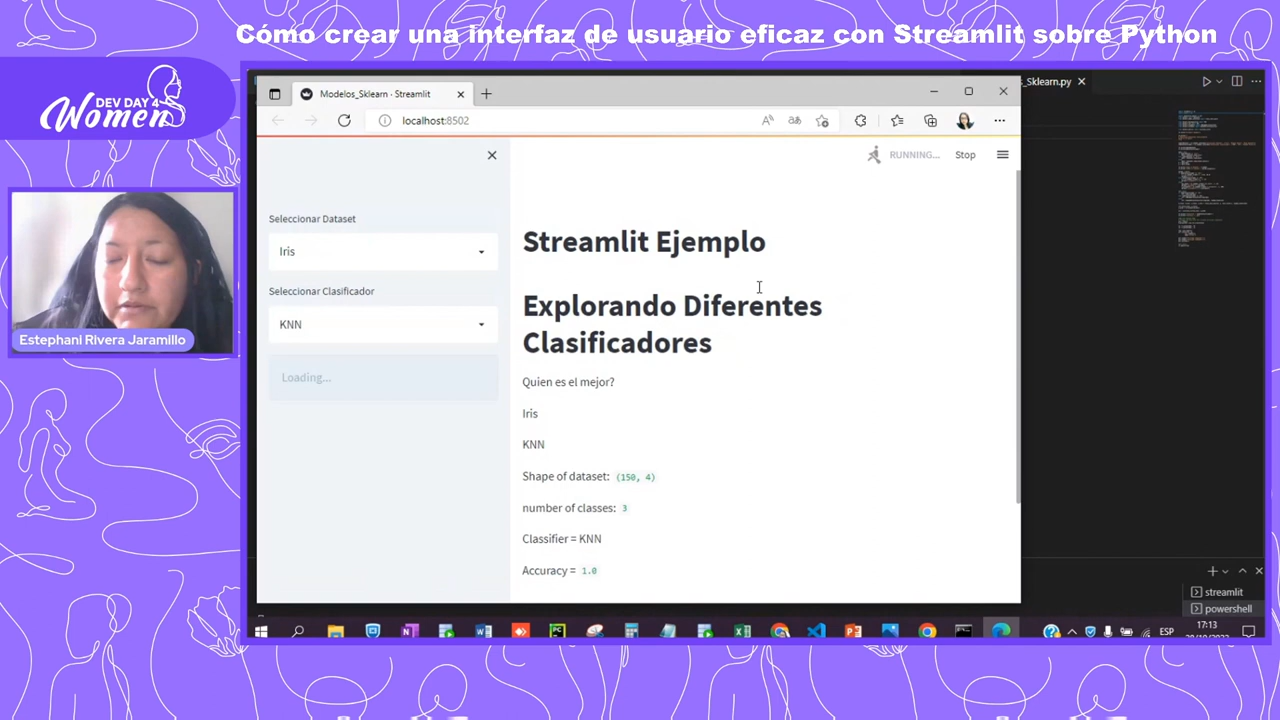 Cómo crear una interfaz de usuario eficaz con Streamlit sobre Python
DEV DAY 4
Women
_Sklearn.py
Modelos_Sklearn · Streamlit
localhost:8502
RUNNING...
Stop
Seleccionar Dataset
Iris
Seleccionar Clasificador
KNN
Loading...
Streamlit Ejemplo
Explorando Diferentes
Clasificadores
Quien es el mejor?
Iris
KNN
Shape of dataset: (150, 4)
number of classes: 3
Classifier = KNN
Accuracy = 1.0
Estephani Rivera Jaramillo
streamlit
powershell
ESP
17:13